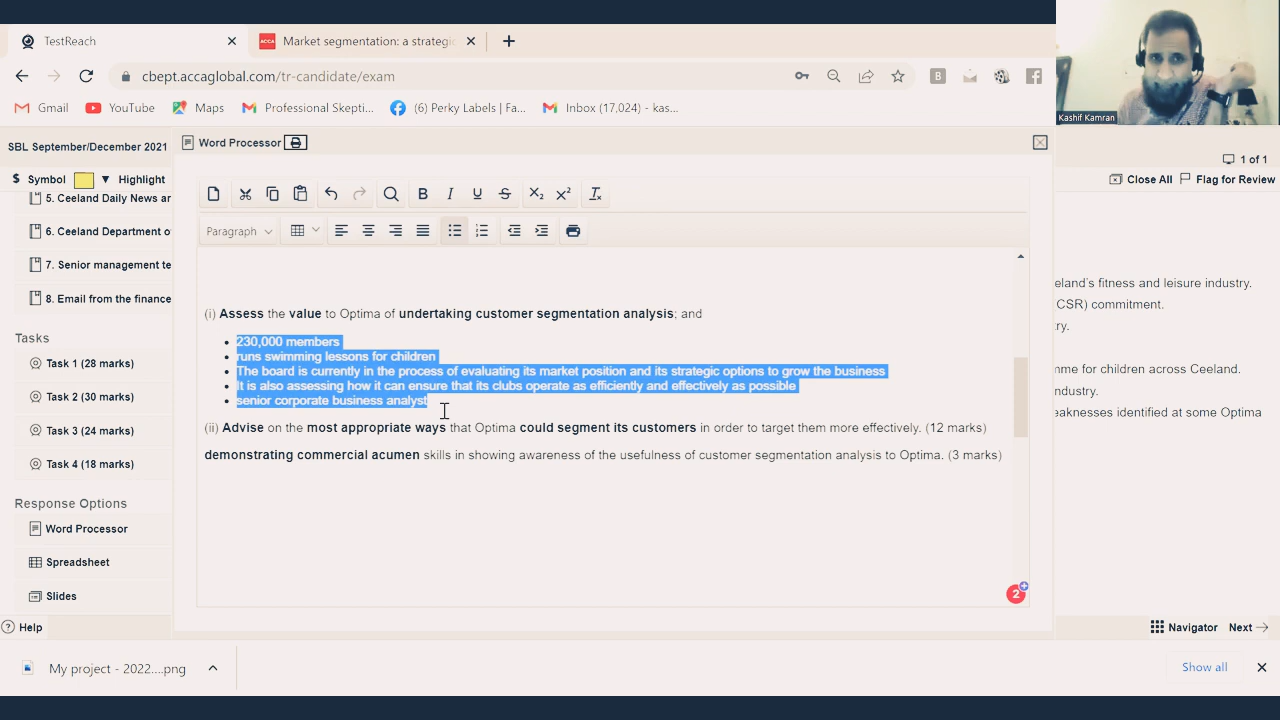 TestReach
Market segmentation: a strategic
cbept.accaglobal.com/tr-candidate/exam
Gmail
YouTube
Maps
Professional Skepti...
(6) Perky Labels | Fa...
Inbox (17,024) - kas...
Kashif Kamran
SBL September/December 2021
Word Processor
1 of 1
Symbol
Highlight
Close All
Flag for Review
5. Ceeland Daily News ar
6. Ceeland Department o
7. Senior management te
8. Email from the finance
Tasks
Task 1 (28 marks)
Task 2 (30 marks)
Task 3 (24 marks)
Task 4 (18 marks)
Response Options
Word Processor
Spreadsheet
Slides
Help
Paragraph
(i) Assess the value to Optima of undertaking customer segmentation analysis; and
230,000 members
runs swimming lessons for children
The board is currently in the process of evaluating its market position and its strategic options to grow the business
It is also assessing how it can ensure that its clubs operate as efficiently and effectively as possible
senior corporate business analyst
(ii) Advise on the most appropriate ways that Optima could segment its customers in order to target them more effectively. (12 marks)
demonstrating commercial acumen skills in showing awareness of the usefulness of customer segmentation analysis to Optima. (3 marks)
2
eland's fitness and leisure industry.
CSR) commitment.
ry.
mme for children across Ceeland.
ndustry.
eaknesses identified at some Optima
Navigator
Next
My project - 2022....png
Show all